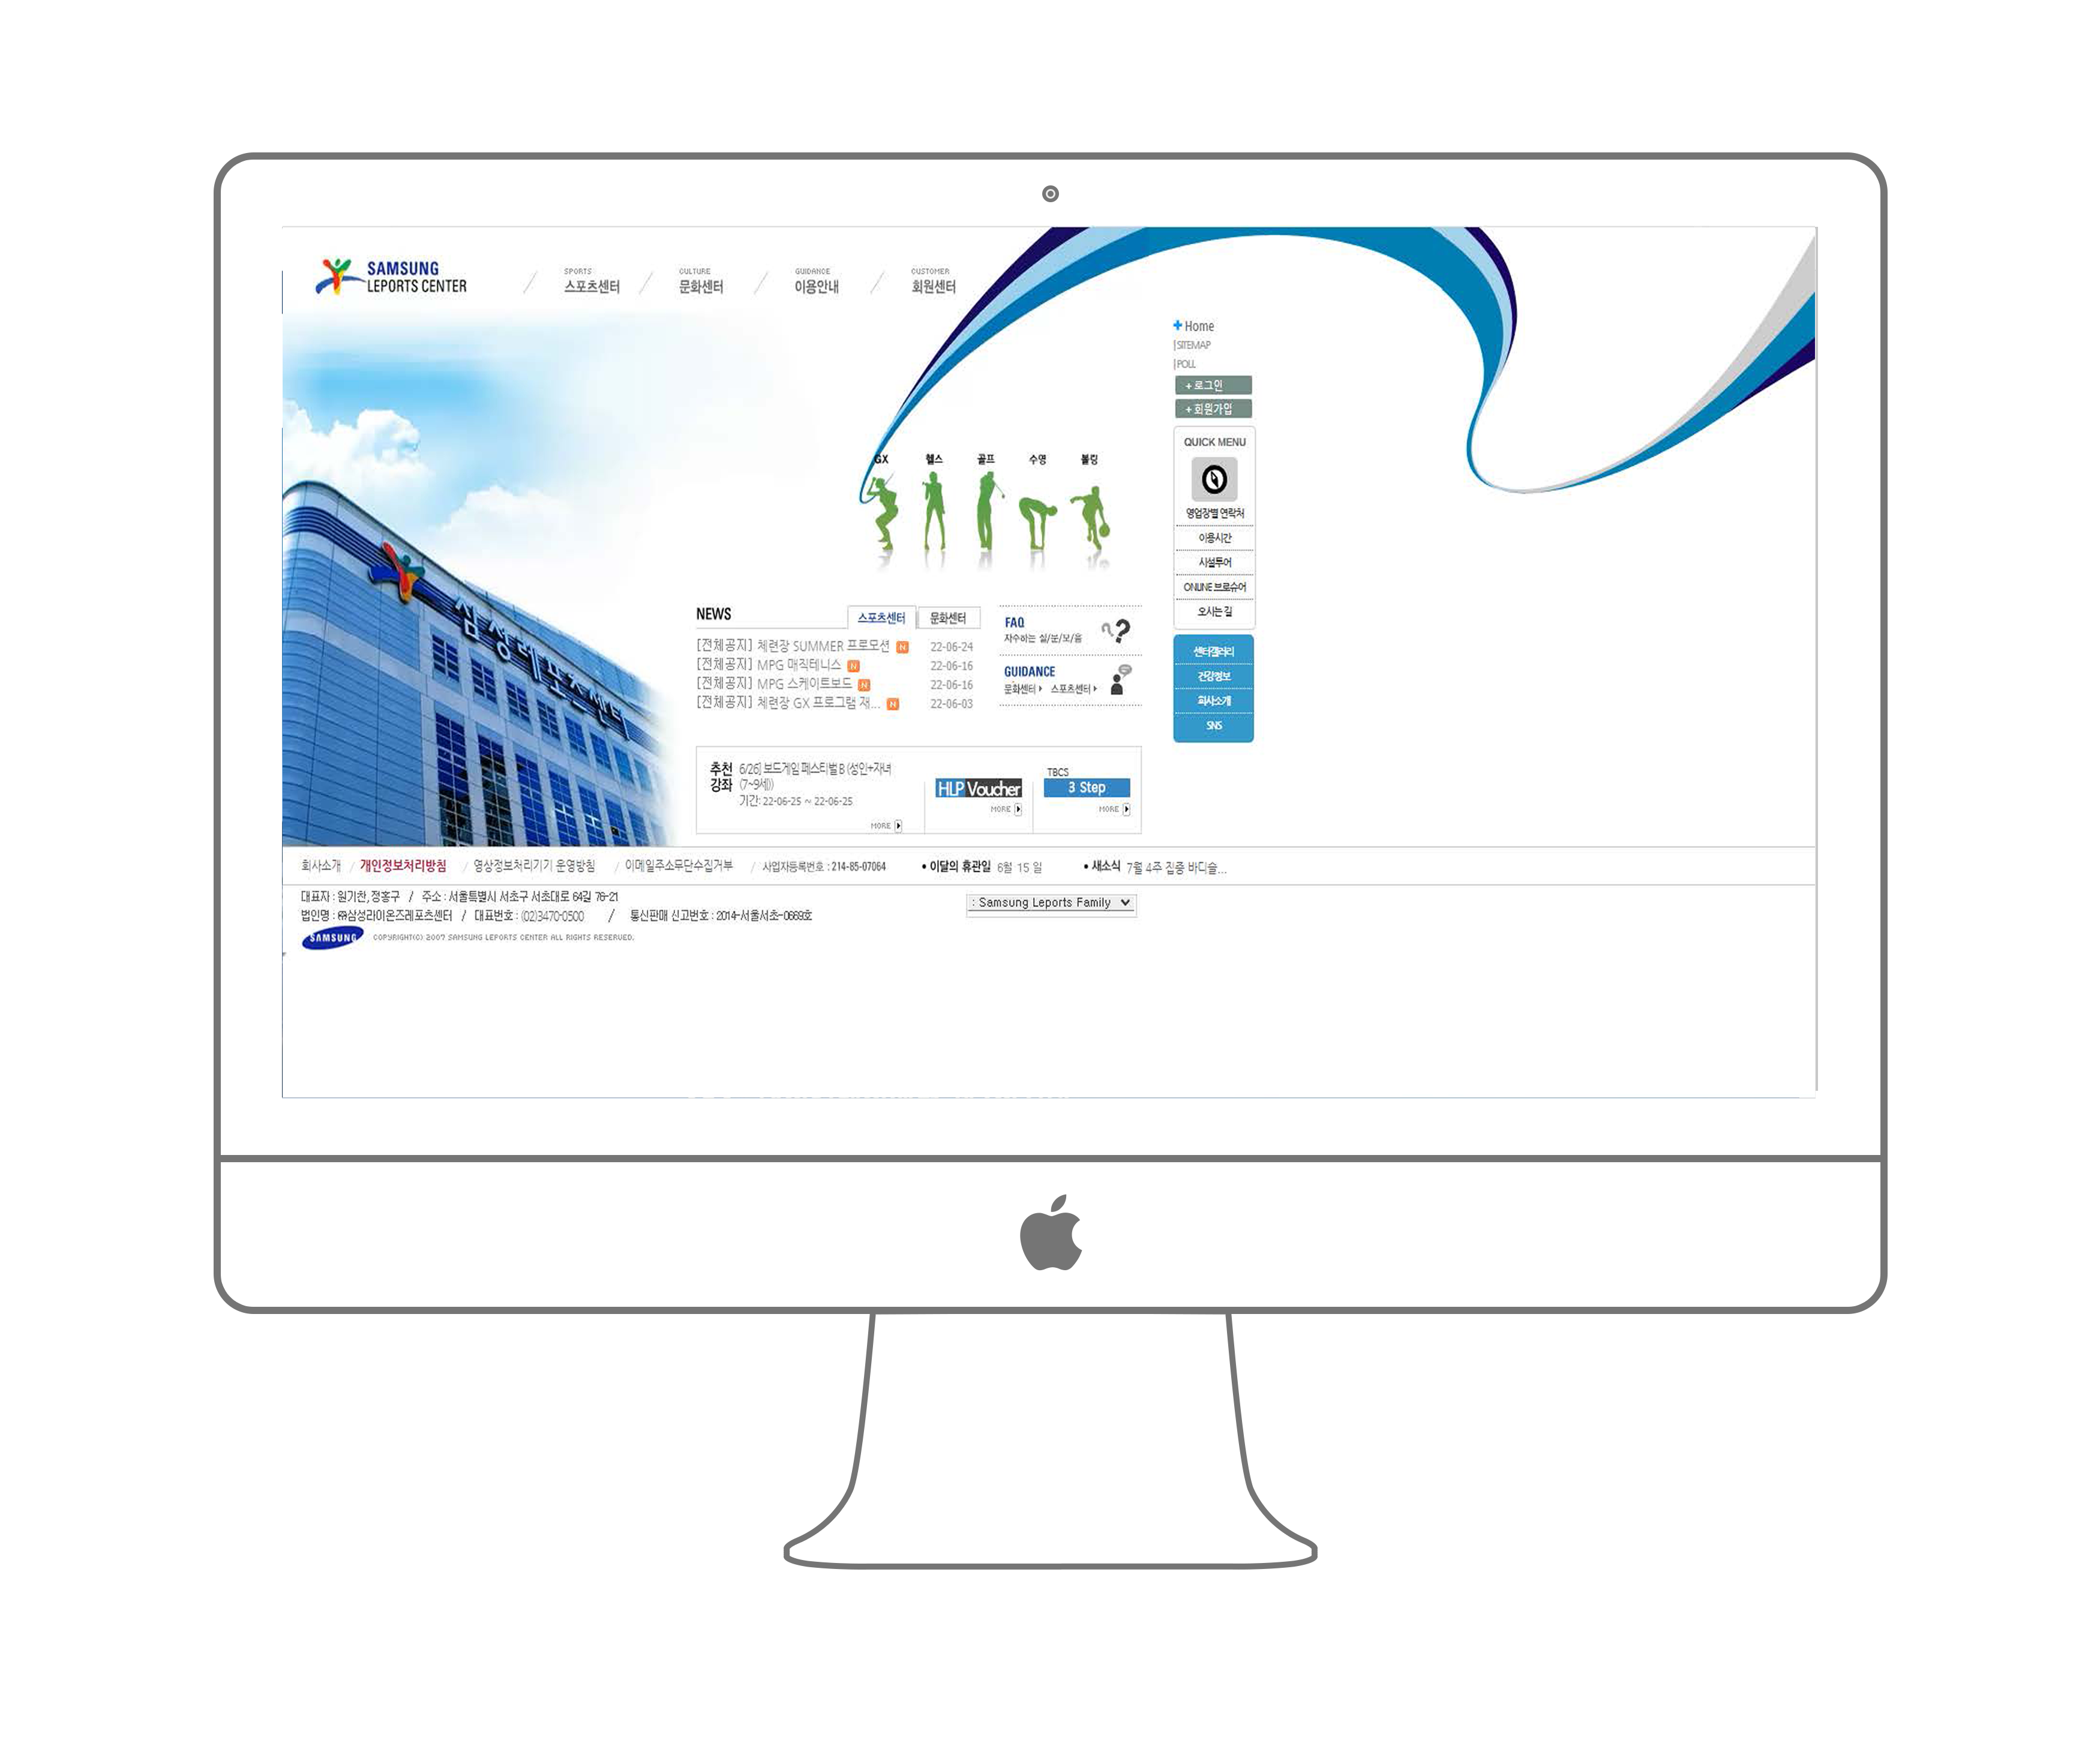 SAMSUNG
LEPORTS CENTER
SPORTS
스포츠센터
CULTURE
문화센터
GUIDANCE
이용안내
CUSTOMER
회원센터
Home
SITEMAP
POLL
+ 로그인
+ 회원가입
QUICK MENU
영업장별 연락처
이용시간
시설투어
ONLINE 브로슈어
오시는 길
센터갤러리
건강정보
회사소개
SNS
GX 헬스 골프 수영 볼링
삼성레포츠센터
NEWS 스포츠센터 문화센터
[전체공지] 체련장 SUMMER 프로모션 N 22-06-24
[전체공지] MPG 매직테니스 N 22-06-16
[전체공지] MPG 스케이트보드 N 22-06-16
[전체공지] 체련장 GX 프로그램 재... N 22-06-03
FAQ
자주하는 질/문/모/음
GUIDANCE
문화센터 스포츠센터
추천 강좌
6/26] 보드게임 페스티벌 B (성인+자녀
(7~9세))
기간: 22-06-25 ~ 22-06-25
MORE
HLP Voucher
MORE
TBCS
3 Step
MORE
회사소개 / 개인정보처리방침 / 영상정보처리기기 운영방침 / 이메일주소무단수집거부 / 사업자등록번호 : 214-85-07064 • 이달의 휴관일 6월 15 일 • 새소식 7월 4주 집중 바디슬...
대표자 : 원기찬,정홍구 / 주소 : 서울특별시 서초구 서초대로 64길 76-21
법인명 : ㈜삼성라이온즈레포츠센터 / 대표번호 : (02)3470-0500 / 통신판매 신고번호 : 2014-서울서초-0669호
: Samsung Leports Family
SAMSUNG COPYRIGHT(C) 2007 SAMSUNG LEPORTS CENTER ALL RIGHTS RESERVED.